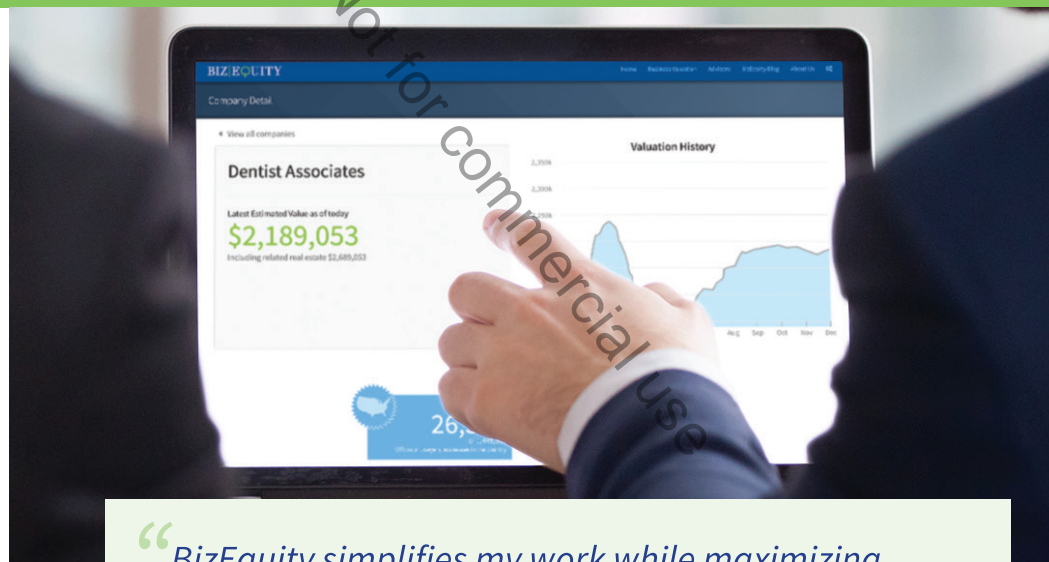 BIZEQUITY
Home Business Valuation Advisors BizEquity Blog About Us
Company Detail
View all companies
Dentist Associates
Latest Estimated Value as of today
$2,189,053
Including related real estate $2,689,053
Valuation History
2,350k
2,300k
Aug Sep Oct Nov Dec
26,
“BizEquity simplifies my work while maximizing
Not for commercial use